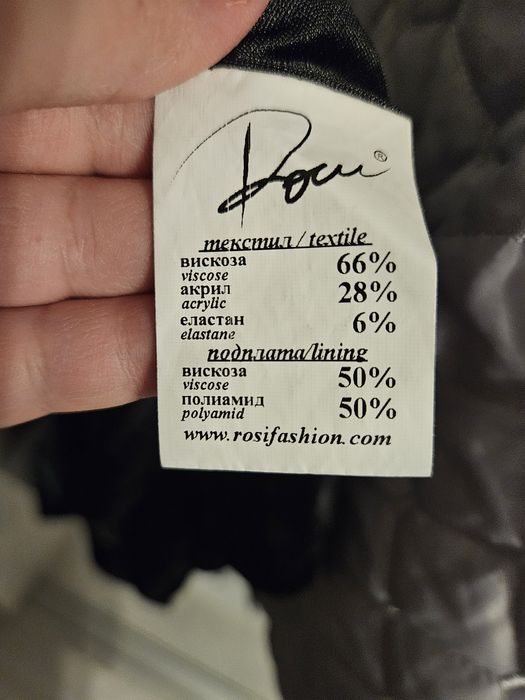 Роси®
текстил / textile
вискоза 66%
viscose
акрил 28%
acrylic
еластан 6%
elastane
подплата/lining
вискоза 50%
viscose
полиамид 50%
polyamid
www.rosifashion.com